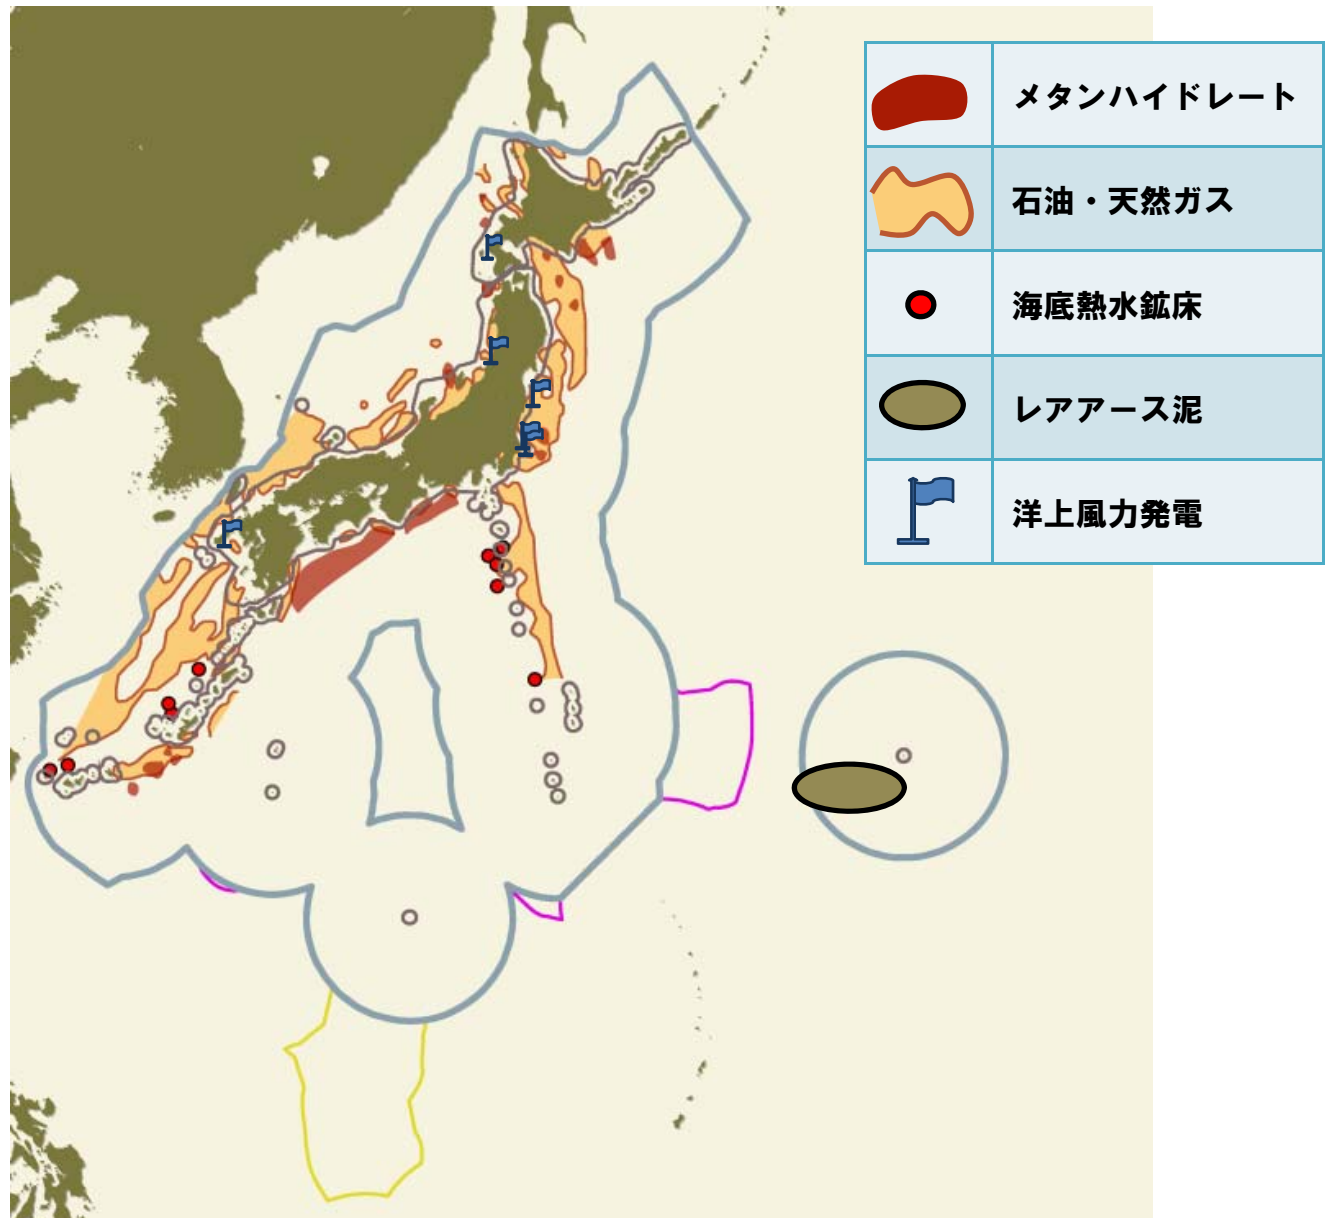 メタンハイドレート
石油・天然ガス
海底熱水鉱床
レアアース泥
洋上風力発電